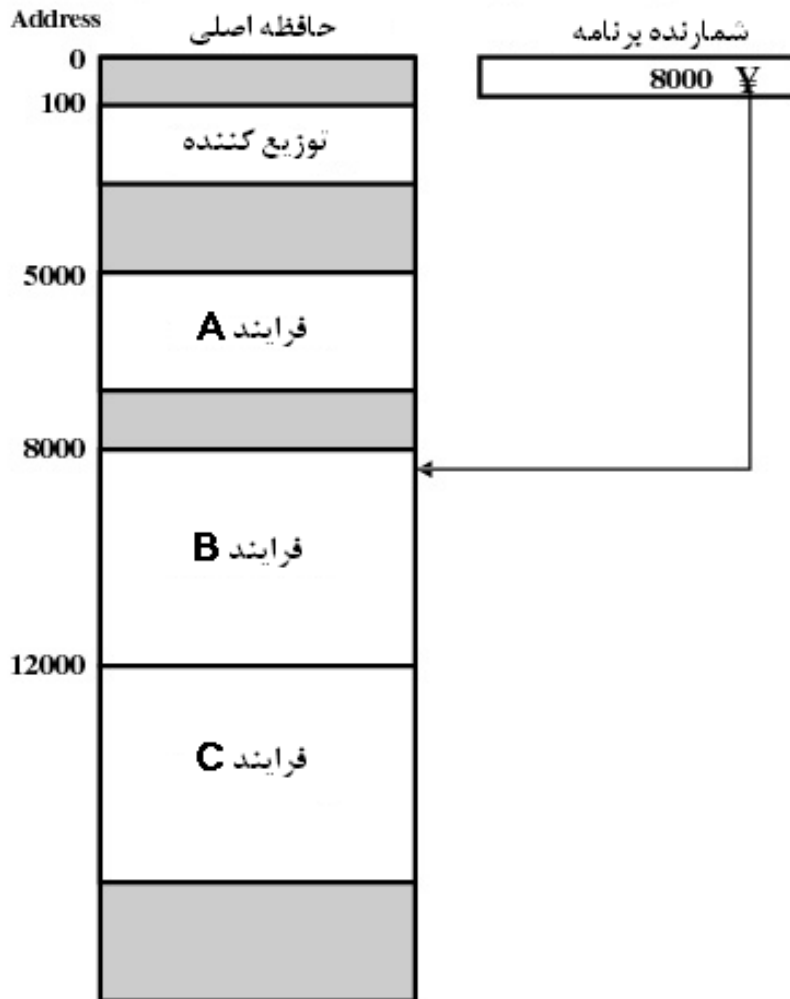 Address
حافظه اصلی
شمارنده برنامه
0
8000 ¥
100
توزیع کننده
5000
فرایند A
8000
فرایند B
12000
فرایند C